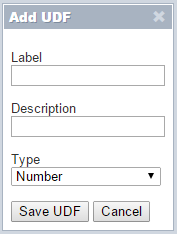 Add UDF
Label
Description
Type
Number
Save UDF Cancel